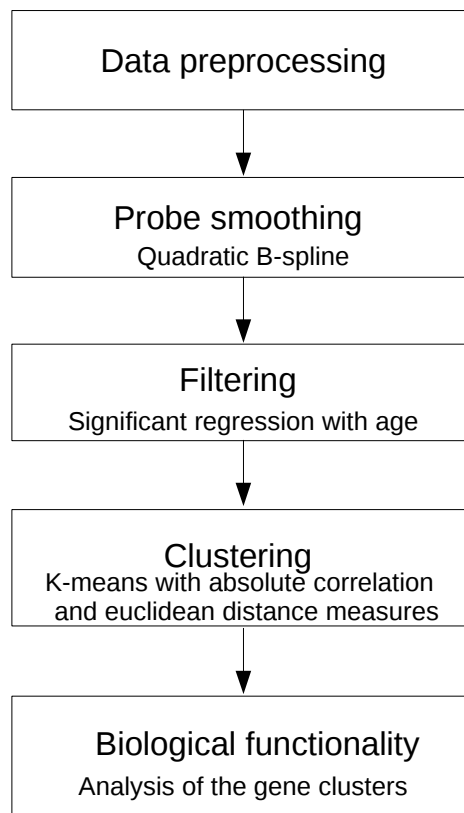 Data preprocessing
Probe smoothing
Quadratic B-spline
Filtering
Significant regression with age
Clustering
K-means with absolute correlation
and euclidean distance measures
Biological functionality
Analysis of the gene clusters